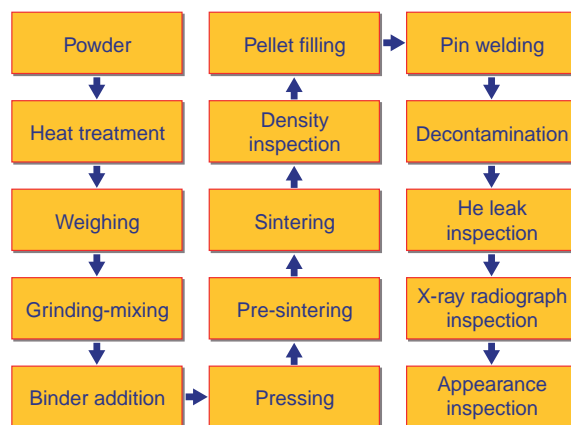 Powder
Heat treatment
Weighing
Grinding-mixing
Binder addition
Pressing
Pre-sintering
Sintering
Density
inspection
Pellet filling
Pin welding
Decontamination
He leak
inspection
X-ray radiograph
inspection
Appearance
inspection